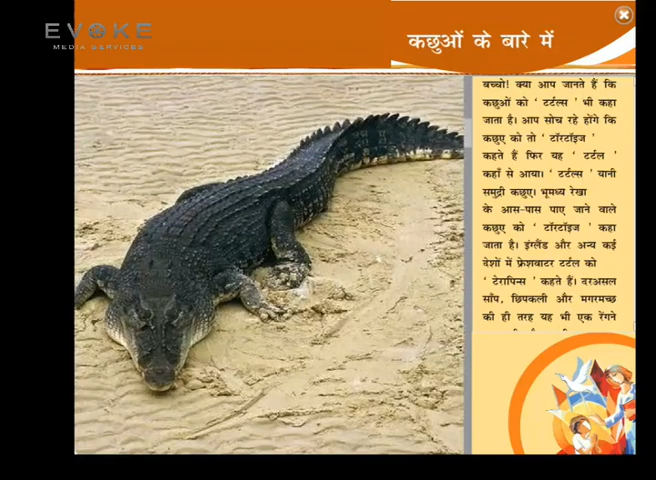 EVOKE
MEDIA SERVICES
कछुओं के बारे में
बच्चो! क्या आप जानते हैं कि
कछुओं को ' टर्टल्स ' भी कहा
जाता है। आप सोच रहे होंगे कि
कछुए को तो ' टॉरटॉइज '
कहते हैं फिर यह ' टर्टल '
कहाँ से आया। ' टर्टल्स ' यानी
समुद्री कछुए। भूमध्य रेखा
के आस-पास पाए जाने वाले
कछुए को ' टॉरटॉइज ' कहा
जाता है। इंग्लैंड और अन्य कई
देशों में फ्रेशवाटर टर्टल को
' टेरापिन्स ' कहते हैं। दरअसल
साँप, छिपकली और मगरमच्छ
की ही तरह यह भी एक रेंगने